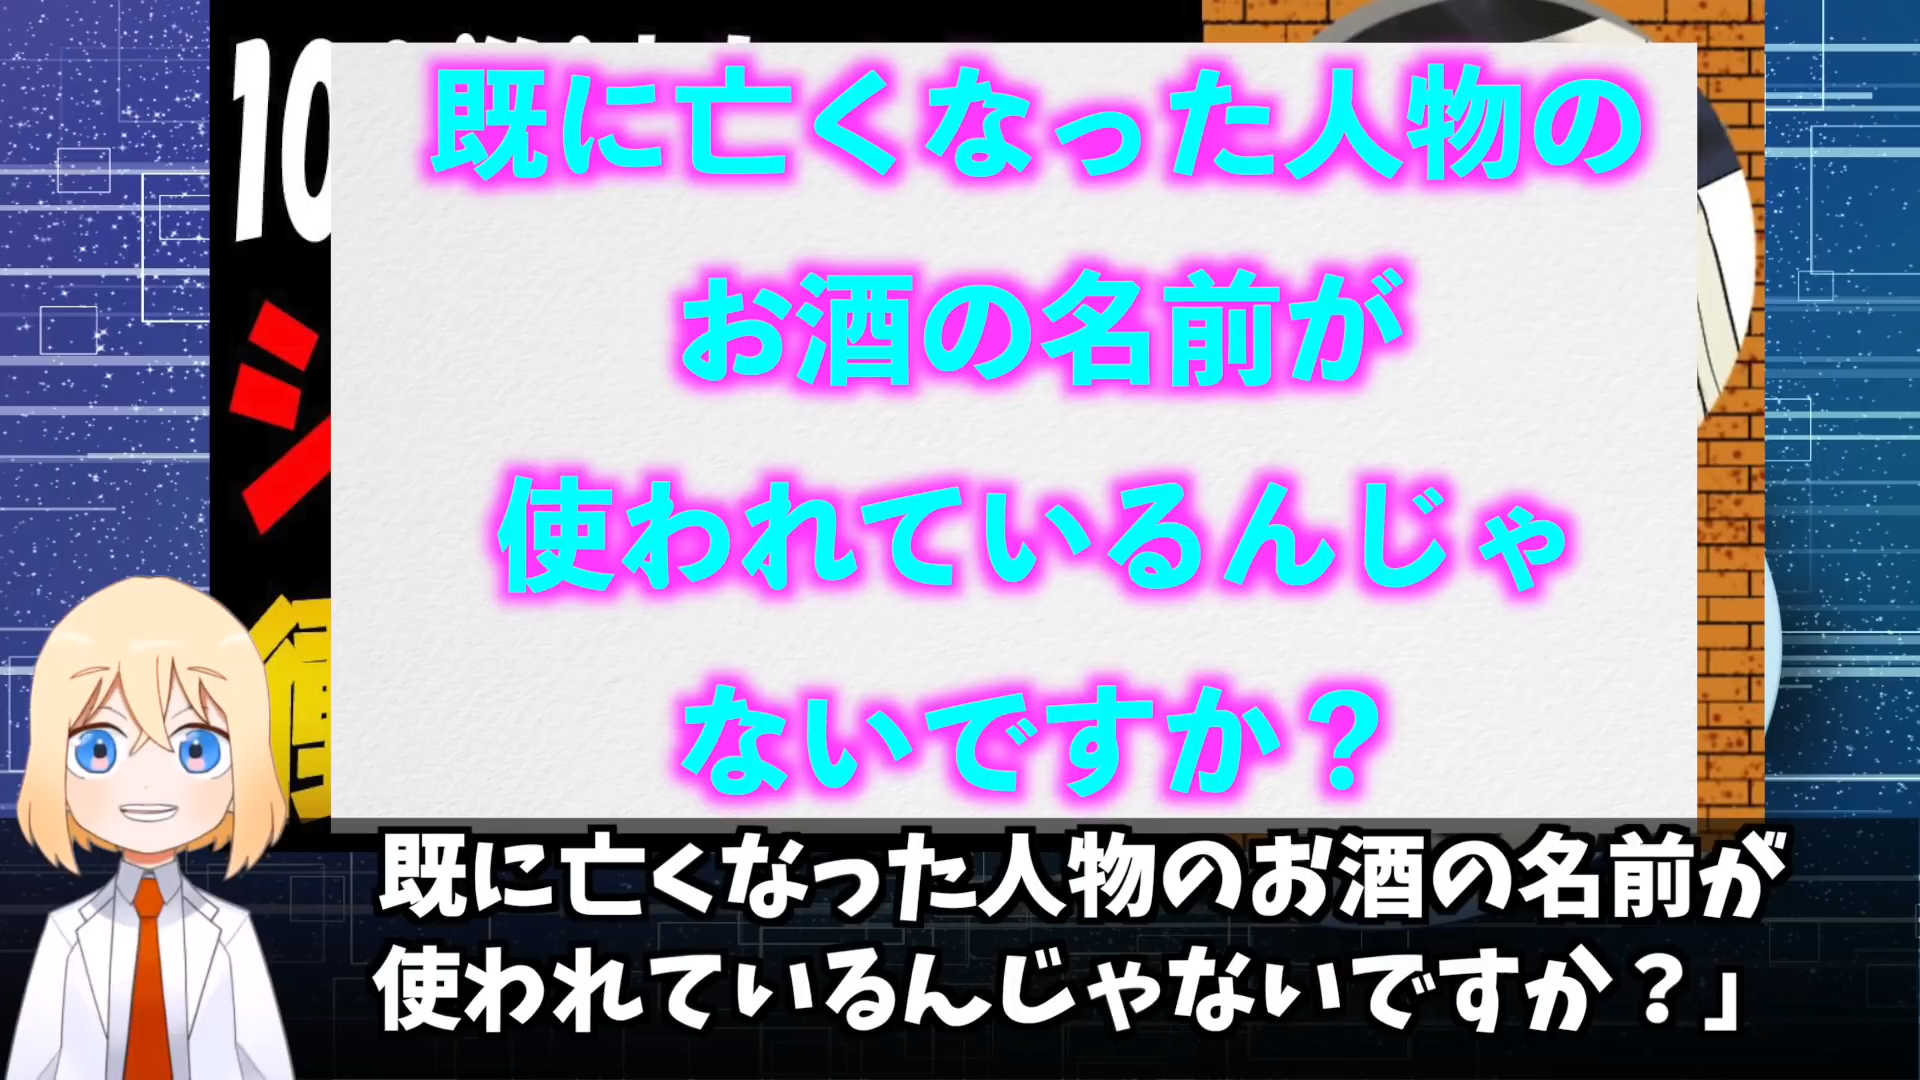 10
既に亡くなった人物の
お酒の名前が
使われているんじゃ
ないですか？
既に亡くなった人物のお酒の名前が
使われているんじゃないですか？」